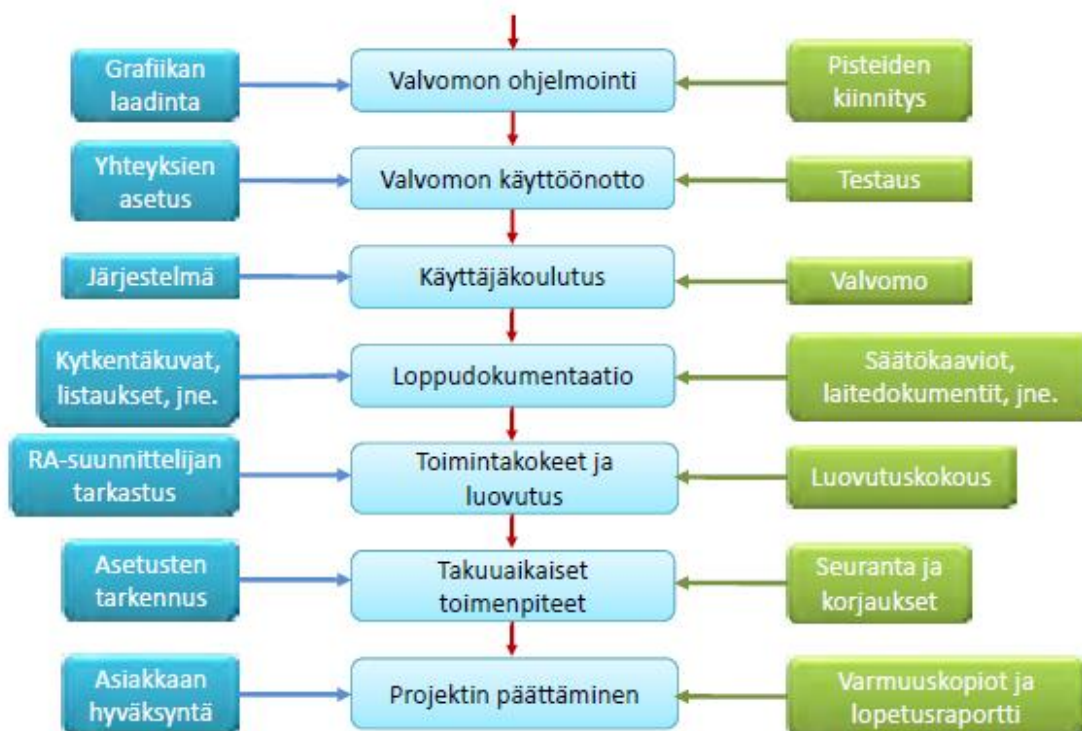 Grafiikan
laadinta
Valvomon ohjelmointi
Pisteiden
kiinnitys
Yhteyksien
asetus
Valvomon käyttöönotto
Testaus
Järjestelmä
Käyttäjäkoulutus
Valvomo
Kytkentäkuvat,
listaukset, jne.
Loppudokumentaatio
Säätökaaviot,
laitedokumentit, jne.
RA-suunnittelijan
tarkastus
Toimintakokeet ja
luovutus
Luovutuskokous
Asetusten
tarkennus
Takuuaikaiset
toimenpiteet
Seuranta ja
korjaukset
Asiakkaan
hyväksyntä
Projektin päättäminen
Varmuuskopiot ja
lopetusraportti